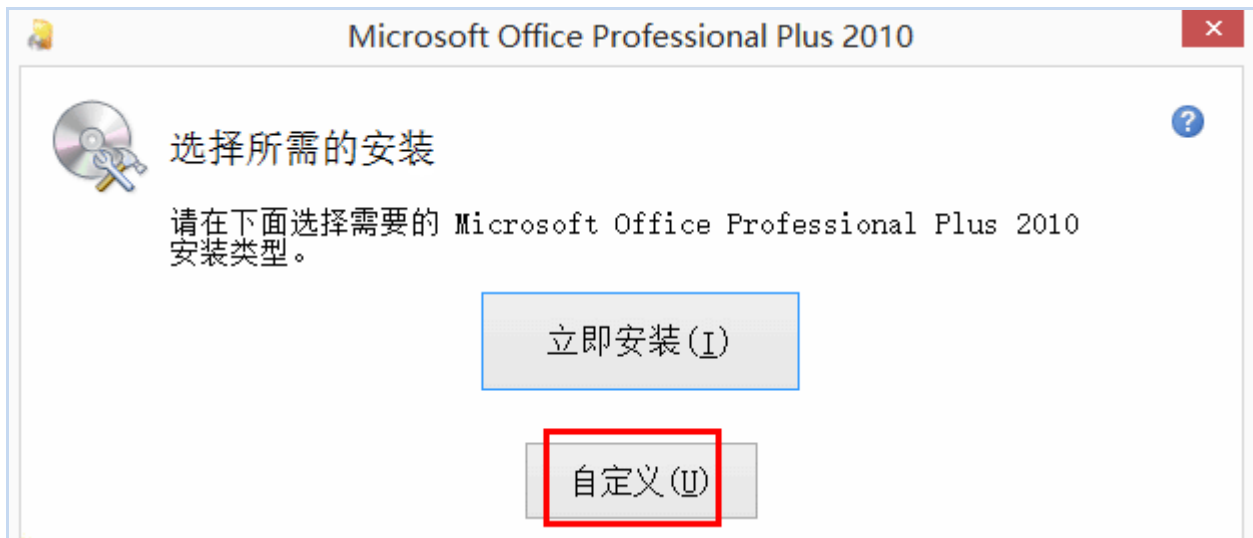 Microsoft Office Professional Plus 2010
选择所需的安装
请在下面选择需要的 Microsoft Office Professional Plus 2010
安装类型。
立即安装(I)
自定义(U)